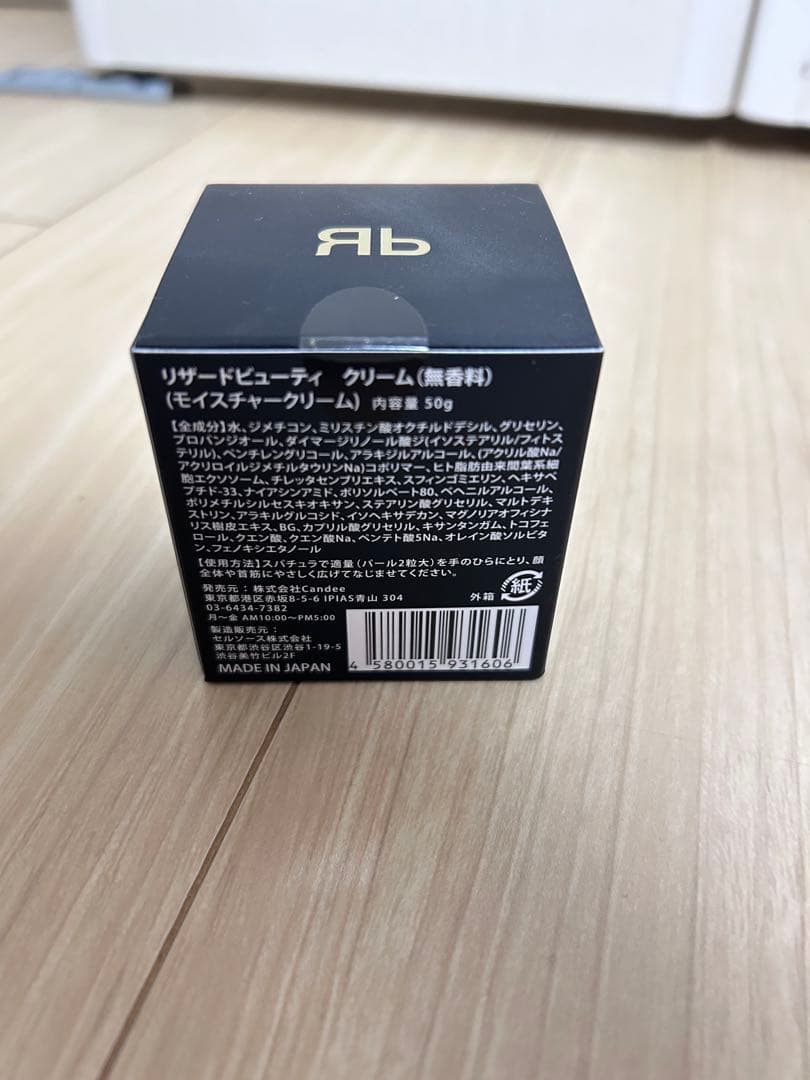 Rb
リザードビューティ クリーム(無香料)
(モイスチャークリーム) 内容量 50g
【全成分】水、ジメチコン、ミリスチン酸オクチルドデシル、グリセリン、
プロパンジオール、ダイマージリノール酸ジ(イソステアリル/フィトス
テリル)、ペンチレングリコール、アラキジルアルコール、(アクリル酸Na/
アクリロイルジメチルタウリンNa)コポリマー、ヒト脂肪由来間葉系細
胞エクソソーム、チレッタセンブリエキス、スフィンゴミエリン、ヘキサペ
プチド-33、ナイアシンアミド、ポリソルベート80、ベヘニルアルコール、
ポリメチルシルセスキオキサン、ステアリン酸グリセリル、マルトデキ
ストリン、アラキルグルコシド、イソヘキサデカン、マグノリアオフィシナ
リス樹皮エキス、BG、カプリル酸グリセリル、キサンタンガム、トコフェ
ロール、クエン酸、クエン酸Na、ペンテト酸5Na、オレイン酸ソルビタ
ン、フェノキシエタノール
【使用方法】スパチュラで適量(パール2粒大)を手のひらにとり、顔
全体や首筋にやさしく広げてなじませてください。
発売元:株式会社Candee
東京都港区赤坂8-5-6 IPIAS青山 304
03-6434-7382
月~金 AM10:00~PM5:00
外箱 紙
製造販売元:
セルソース株式会社
東京都渋谷区渋谷1-19-5
渋谷美竹ビル2F
MADE IN JAPAN
4 580015 931606